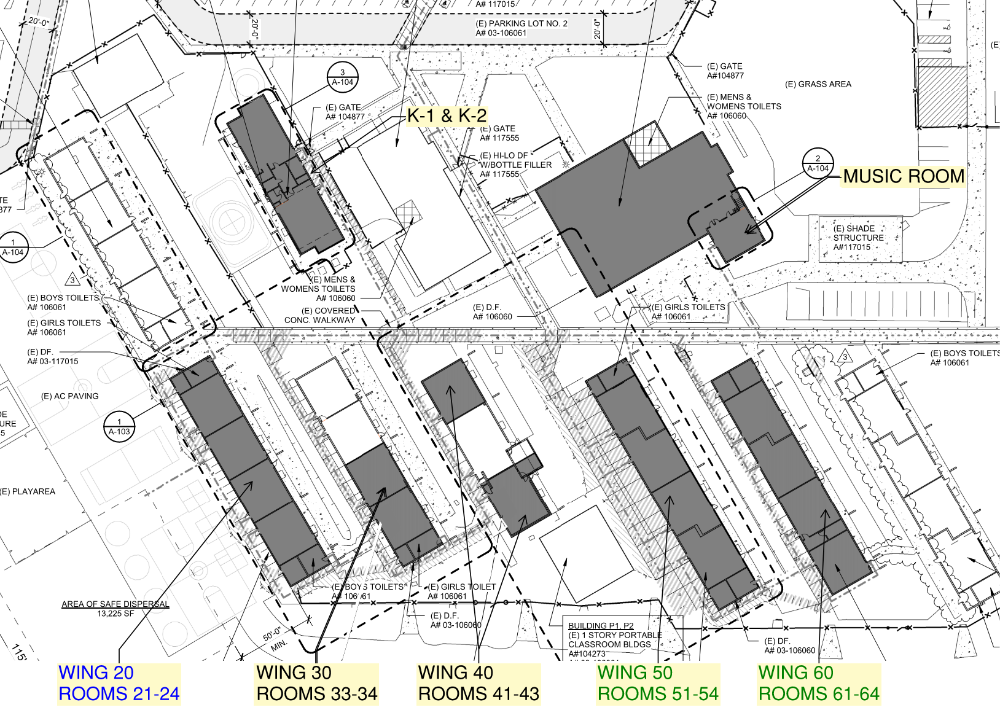 A# 117015
20'-0"
20'-0"
(E) PARKING LOT NO. 2
A# 03-106061
20'-0"
3
A-104
(E) GATE
A#104877
(E) GRASS AREA
(E) GATE
A# 104877
K-1 & K-2
(E) MENS &
WOMENS TOILETS
A# 106060
(E) GATE
A# 117555
(E) HI-LO DF
W/BOTTLE FILLER
A# 117555
2
A-104
MUSIC ROOM
1
A-104
(E) SHADE
STRUCTURE
A#117015
3
(E) BOYS TOILETS
A# 106061
(E) GIRLS TOILETS
A# 106061
(E) MENS &
WOMENS TOILETS
A# 106060
(E) COVERED
CONC. WALKWAY
(E) D.F.
A# 106060
(E) GIRLS TOILETS
A# 106061
(E) DF.
A# 03-117015
3
(E) BOYS TOILETS
A# 106061
(E) AC PAVING
1
A-103
(E) PLAYAREA
AREA OF SAFE DISPERSAL
13,225 SF
(E) BOYS TOILETS
A# 106061
(E) GIRLS TOILET
A# 106061
(E) D.F.
A# 03-106060
50'-0"
MIN.
115'
BUILDING P1, P2
(E) 1 STORY PORTABLE
CLASSROOM BLDGS
A#104273
(E) DF.
A# 03-106060
WING 20
ROOMS 21-24
WING 30
ROOMS 33-34
WING 40
ROOMS 41-43
WING 50
ROOMS 51-54
WING 60
ROOMS 61-64